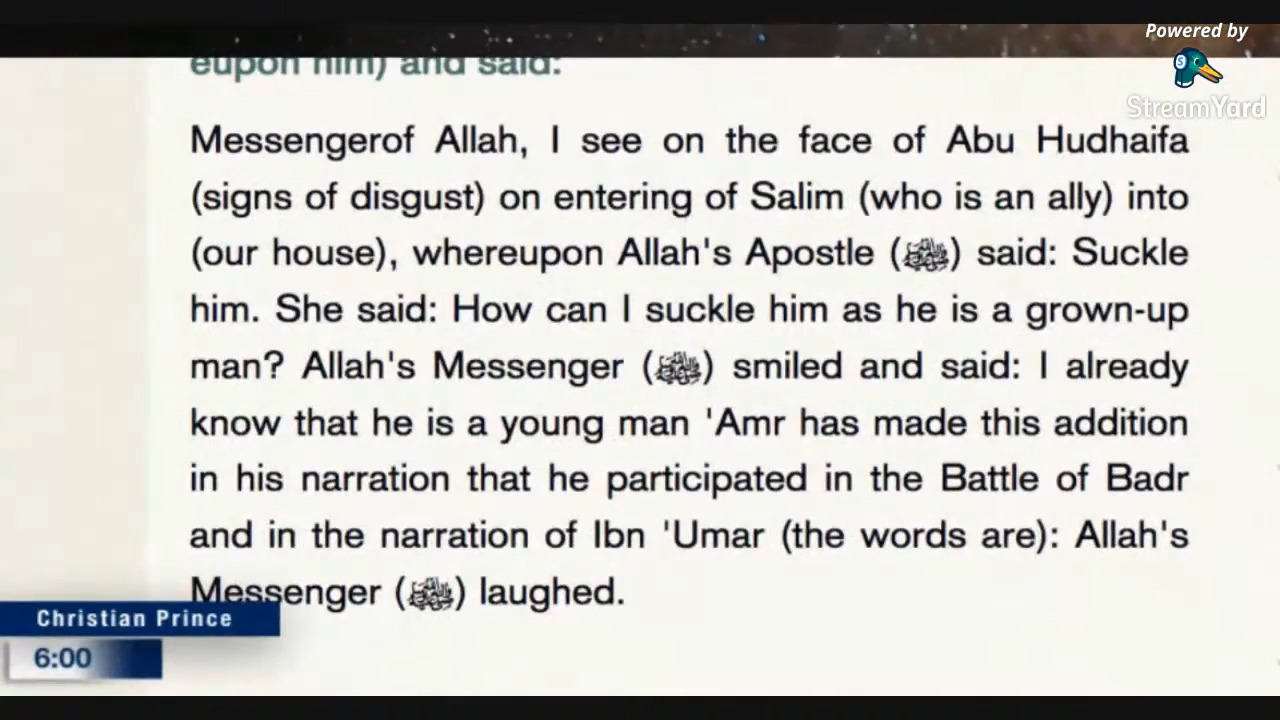 Powered by
StreamYard
eupon him) and said:
Messengerof Allah, I see on the face of Abu Hudhaifa
(signs of disgust) on entering of Salim (who is an ally) into
(our house), whereupon Allah's Apostle (ﷺ) said: Suckle
him. She said: How can I suckle him as he is a grown-up
man? Allah's Messenger (ﷺ) smiled and said: I already
know that he is a young man 'Amr has made this addition
in his narration that he participated in the Battle of Badr
and in the narration of Ibn 'Umar (the words are): Allah's
Messenger (ﷺ) laughed.
Christian Prince
6:00